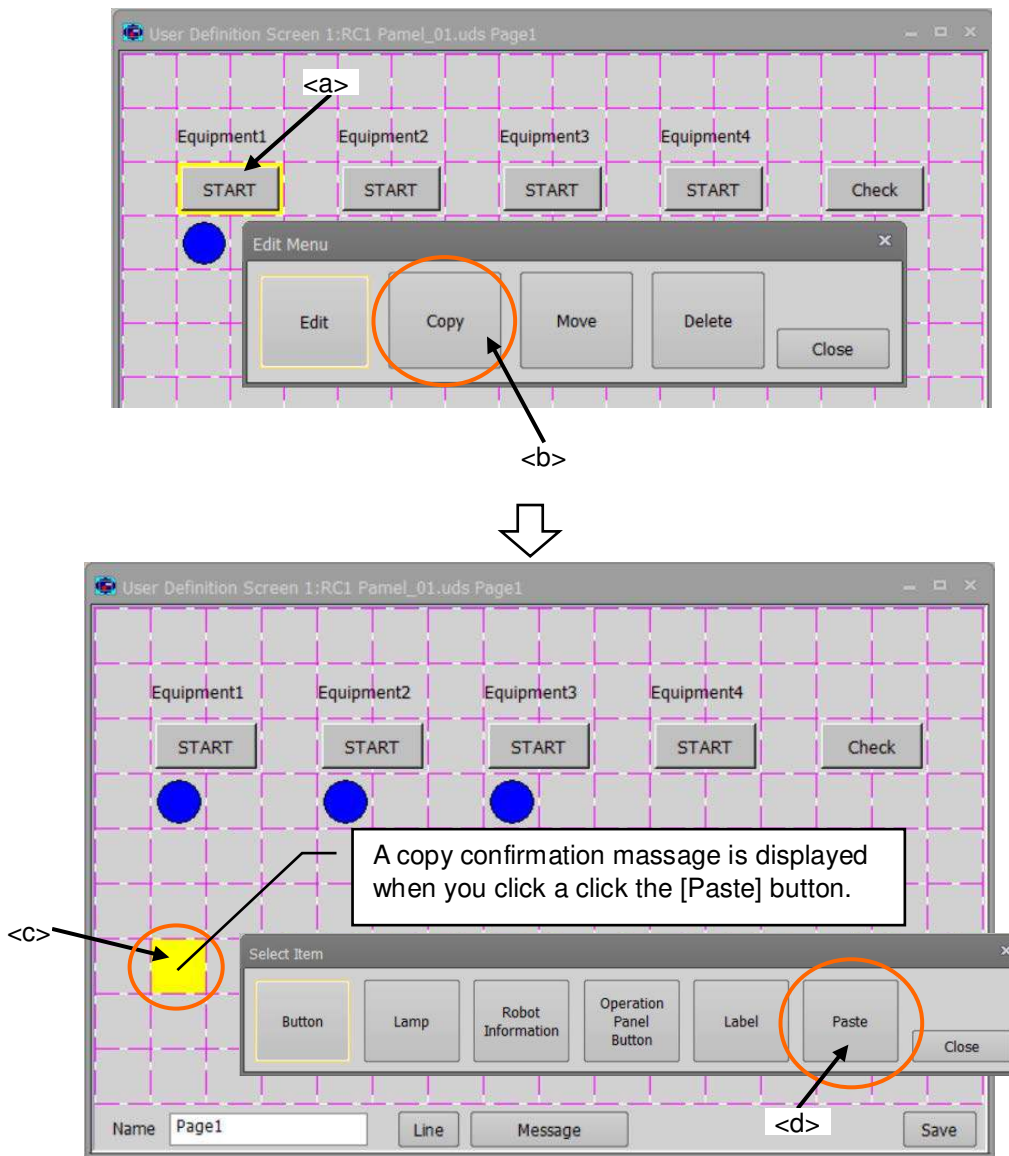 User Definition Screen 1:RC1 Pamel_01.uds Page1
<a>
Equipment1 Equipment2 Equipment3 Equipment4
START START START START Check
Edit Menu
Edit Copy Move Delete
Close
<b>
User Definition Screen 1:RC1 Pamel_01.uds Page1
Equipment1 Equipment2 Equipment3 Equipment4
START START START START Check
A copy confirmation massage is displayed
when you click a click the [Paste] button.
<c>
Select Item
Button Lamp Robot Information Operation Panel Button Label Paste
Close
<d>
Name Page1 Line Message Save